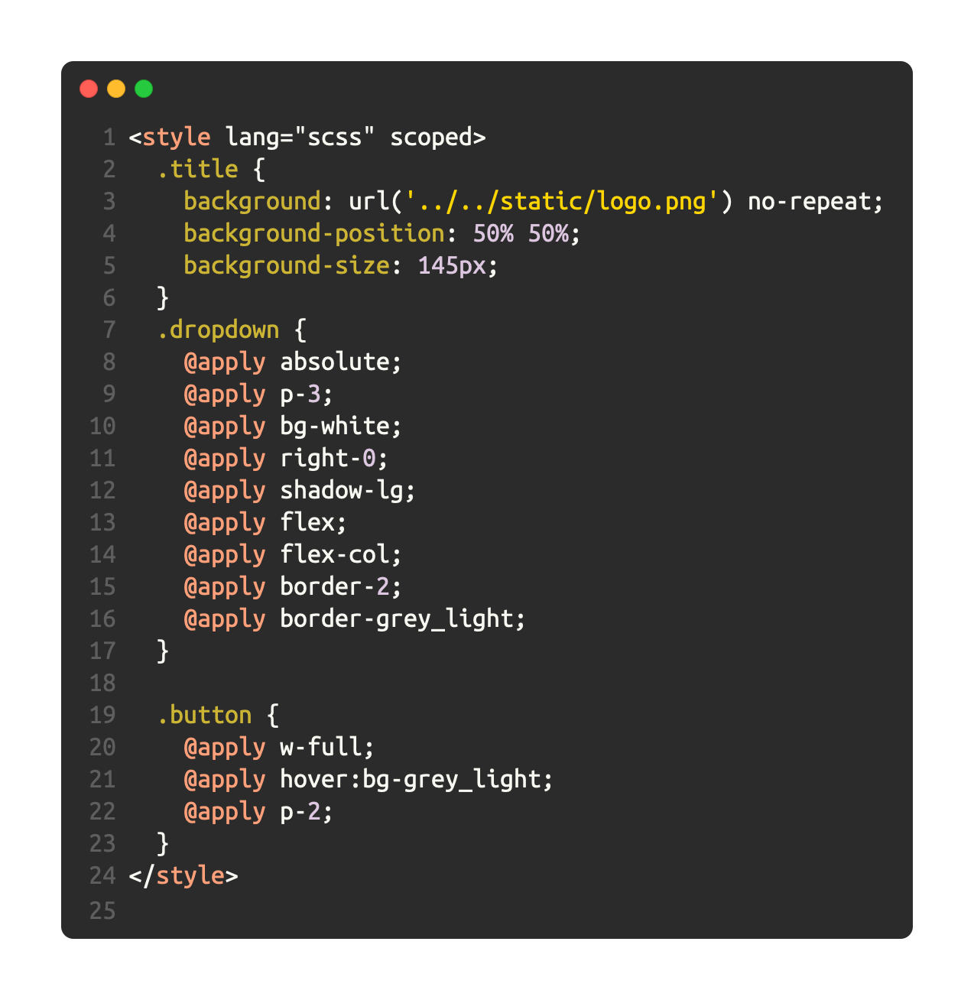 1 <style lang="scss" scoped>
2   .title {
3     background: url('../../static/logo.png') no-repeat;
4     background-position: 50% 50%;
5     background-size: 145px;
6   }
7   .dropdown {
8     @apply absolute;
9     @apply p-3;
10     @apply bg-white;
11     @apply right-0;
12     @apply shadow-lg;
13     @apply flex;
14     @apply flex-col;
15     @apply border-2;
16     @apply border-grey_light;
17   }
18
19   .button {
20     @apply w-full;
21     @apply hover:bg-grey_light;
22     @apply p-2;
23   }
24 </style>
25